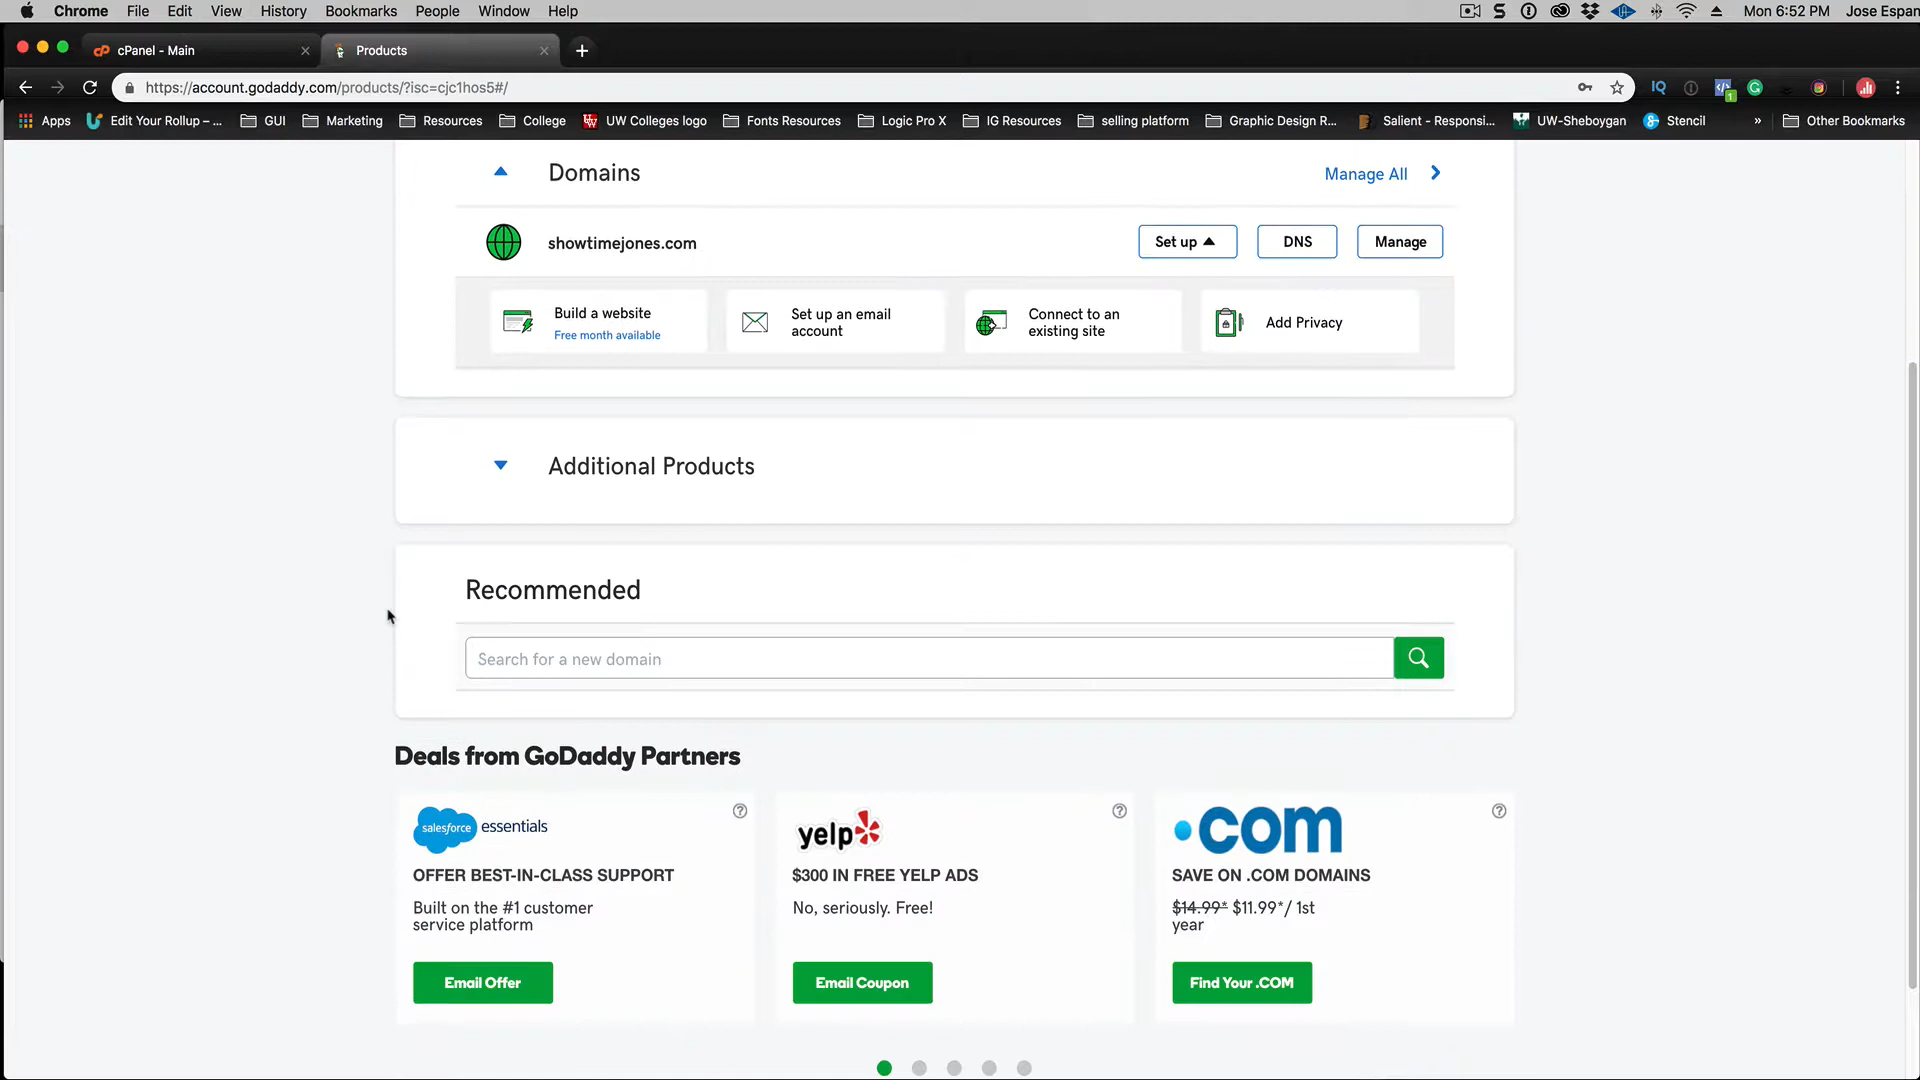 Chrome File Edit View History Bookmarks People Window Help Mon 6:52 PM Jose Espan
cPanel - Main Products
https://account.godaddy.com/products/?isc=cjc1hos5#/
Apps Edit Your Rollup – ... GUI Marketing Resources College UW Colleges logo Fonts Resources Logic Pro X IG Resources selling platform Graphic Design R... Salient - Responsi... UW-Sheboygan Stencil » Other Bookmarks
Domains Manage All
showtimejones.com Set up DNS Manage
Build a website
Free month available
Set up an email
account
Connect to an
existing site
Add Privacy
Additional Products
Recommended
Search for a new domain
Deals from GoDaddy Partners
salesforce essentials
OFFER BEST-IN-CLASS SUPPORT
Built on the #1 customer
service platform
Email Offer
yelp
$300 IN FREE YELP ADS
No, seriously. Free!
Email Coupon
.com
SAVE ON .COM DOMAINS
$14.99* $11.99*/ 1st
year
Find Your .COM